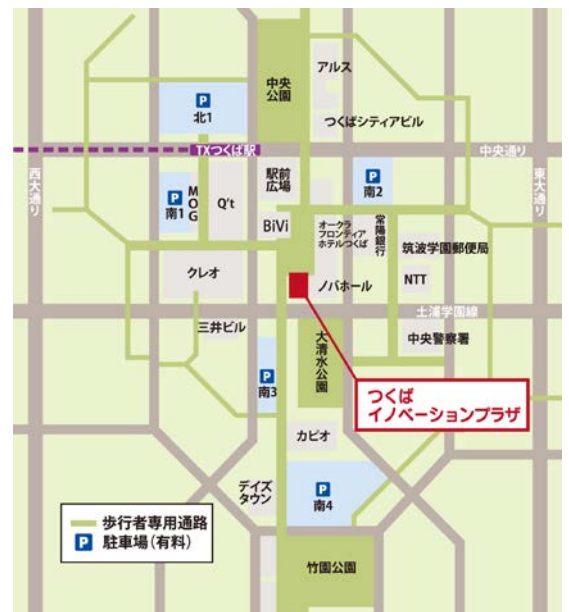 アルス
中央
公園
P
北1
つくばシティアビル
TXつくば駅
中央通り
西大通り
東大通り
駅前
広場
P
南2
P
南1
MOG
Q't
BiVi
オークラ
フロンティア
ホテルつくば
常陽銀行
筑波学園郵便局
クレオ
ノバホール
NTT
土浦学園線
三井ビル
大清水公園
中央警察署
P
南3
つくば
イノベーションプラザ
カピオ
デイズ
タウン
P
南4
歩行者専用通路
P 駐車場(有料)
竹園公園